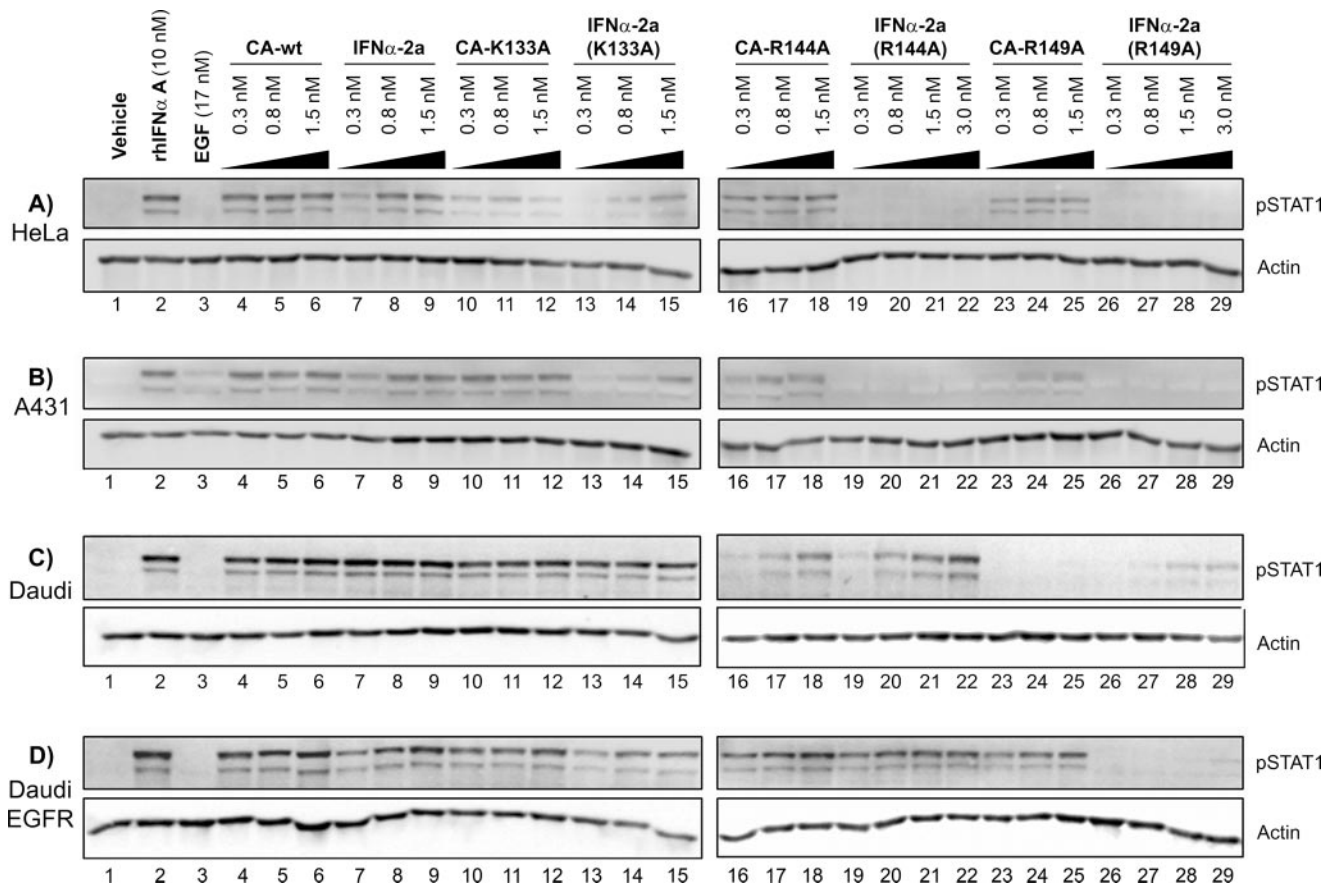 Vehicle
rhIFNα A (10 nM)
EGF (17 nM)
CA-wt
0.3 nM
0.8 nM
1.5 nM
IFNα-2a
0.3 nM
0.8 nM
1.5 nM
CA-K133A
0.3 nM
0.8 nM
1.5 nM
IFNα-2a
(K133A)
0.3 nM
0.8 nM
1.5 nM
CA-R144A
0.3 nM
0.8 nM
1.5 nM
IFNα-2a
(R144A)
0.3 nM
0.8 nM
1.5 nM
3.0 nM
CA-R149A
0.3 nM
0.8 nM
1.5 nM
IFNα-2a
(R149A)
0.3 nM
0.8 nM
1.5 nM
3.0 nM
A)
HeLa
pSTAT1
Actin
1 2 3 4 5 6 7 8 9 10 11 12 13 14 15 16 17 18 19 20 21 22 23 24 25 26 27 28 29
B)
A431
pSTAT1
Actin
1 2 3 4 5 6 7 8 9 10 11 12 13 14 15 16 17 18 19 20 21 22 23 24 25 26 27 28 29
C)
Daudi
pSTAT1
Actin
1 2 3 4 5 6 7 8 9 10 11 12 13 14 15 16 17 18 19 20 21 22 23 24 25 26 27 28 29
D)
Daudi
EGFR
pSTAT1
Actin
1 2 3 4 5 6 7 8 9 10 11 12 13 14 15 16 17 18 19 20 21 22 23 24 25 26 27 28 29